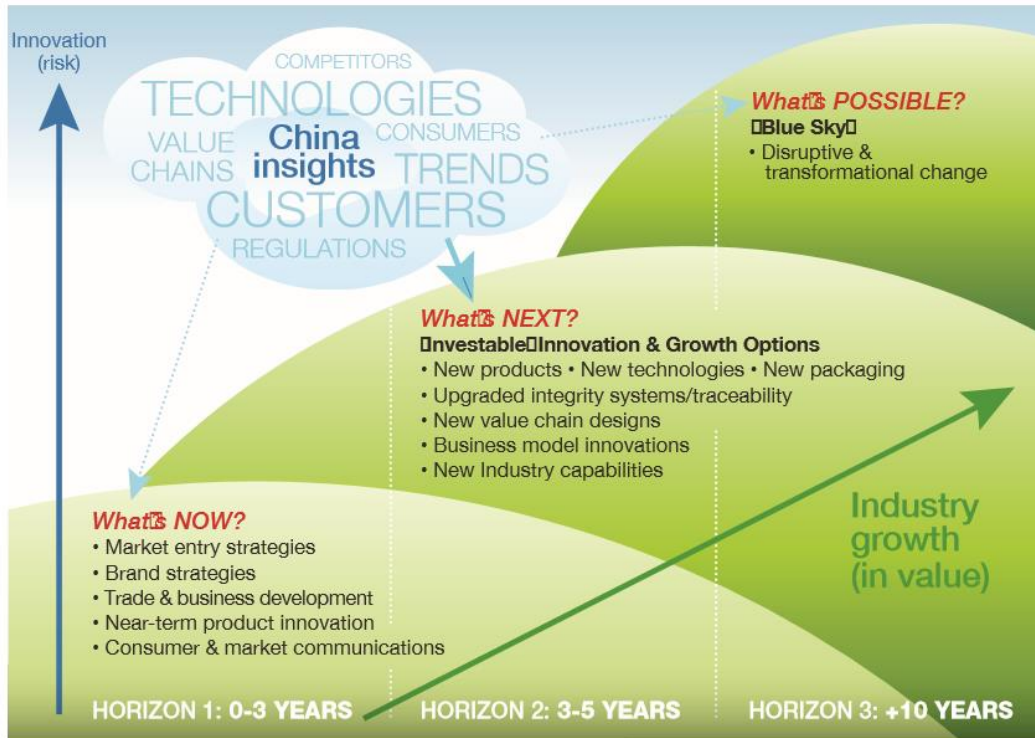 Innovation
(risk)
COMPETITORS
TECHNOLOGIES
VALUE
CHAINS
China
insights
CONSUMERS
TRENDS
CUSTOMERS
REGULATIONS
What▯s POSSIBLE?
▯Blue Sky▯
• Disruptive &
transformational change
What▯s NEXT?
▯Investable▯Innovation & Growth Options
• New products • New technologies • New packaging
• Upgraded integrity systems/traceability
• New value chain designs
• Business model innovations
• New Industry capabilities
What▯s NOW?
• Market entry strategies
• Brand strategies
• Trade & business development
• Near-term product innovation
• Consumer & market communications
Industry
growth
(in value)
HORIZON 1: 0-3 YEARS
HORIZON 2: 3-5 YEARS
HORIZON 3: +10 YEARS